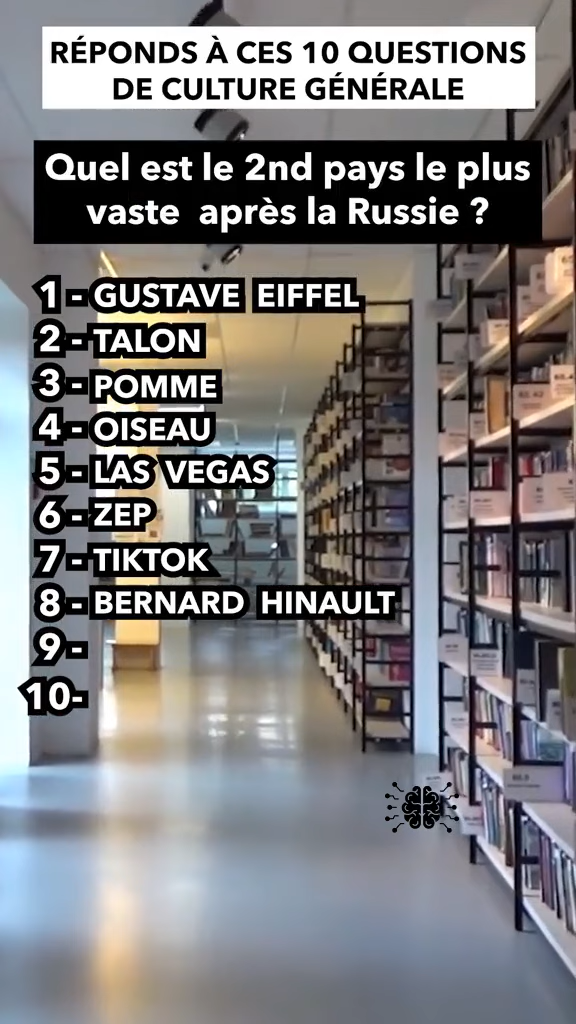 RÉPONDS À CES 10 QUESTIONS
DE CULTURE GÉNÉRALE
Quel est le 2nd pays le plus
vaste après la Russie ?
1 - GUSTAVE EIFFEL
2 - TALON
3 - POMME
4 - OISEAU
5 - LAS VEGAS
6 - ZEP
7 - TIKTOK
8 - BERNARD HINAULT
9 -
10-